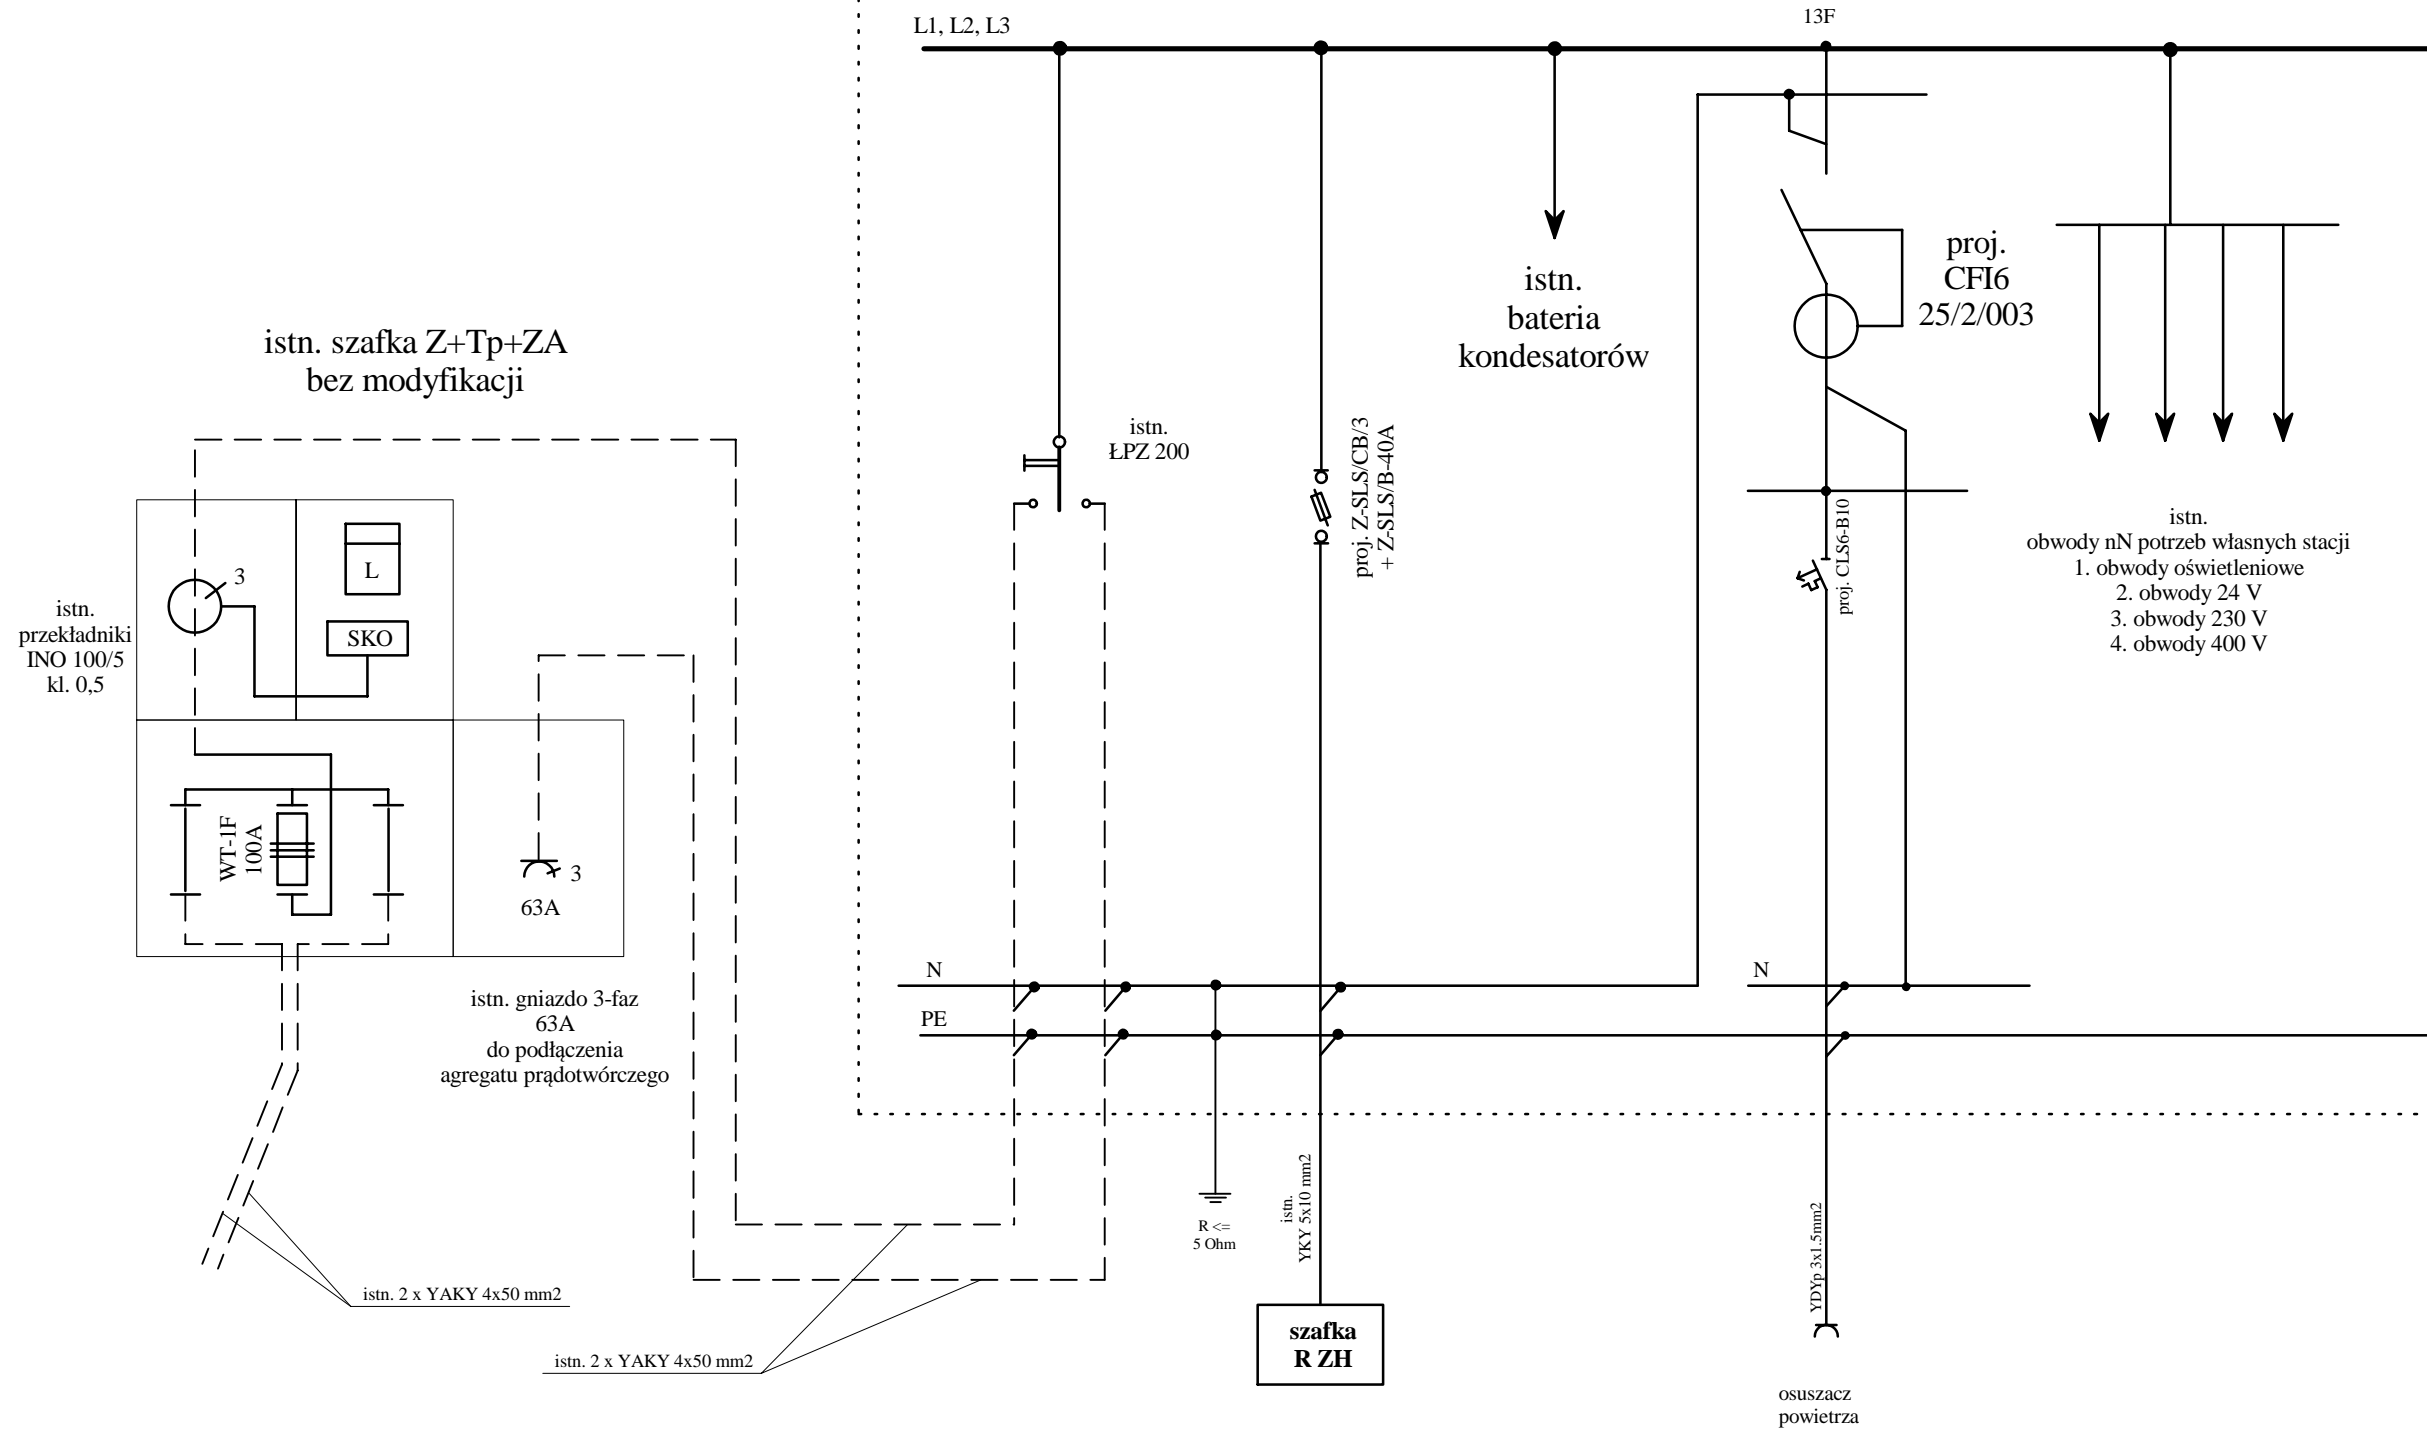 L1, L2, L3
13F
istn. szafka Z+Tp+ZA
bez modyfikacji
istn.
ŁPZ 200
proj. Z-SLS/CB/3
+ Z-SLS/B-40A
istn.
bateria
kondesatorów
proj.
CFI6
25/2/003
proj. CLS6-B10
istn.
obwody nN potrzeb własnych stacji
1. obwody oświetleniowe
2. obwody 24 V
3. obwody 230 V
4. obwody 400 V
istn.
przekładniki
INO 100/5
kl. 0,5
3
L
SKO
WT-1F
100A
3
63A
istn. gniazdo 3-faz
63A
do podłączenia
agregatu prądotwórczego
N
PE
N
R <=
5 Ohm
istn.
YKY 5x10 mm2
YDYp 3x1.5mm2
istn. 2 x YAKY 4x50 mm2
istn. 2 x YAKY 4x50 mm2
szafka
R ZH
osuszacz
powietrza